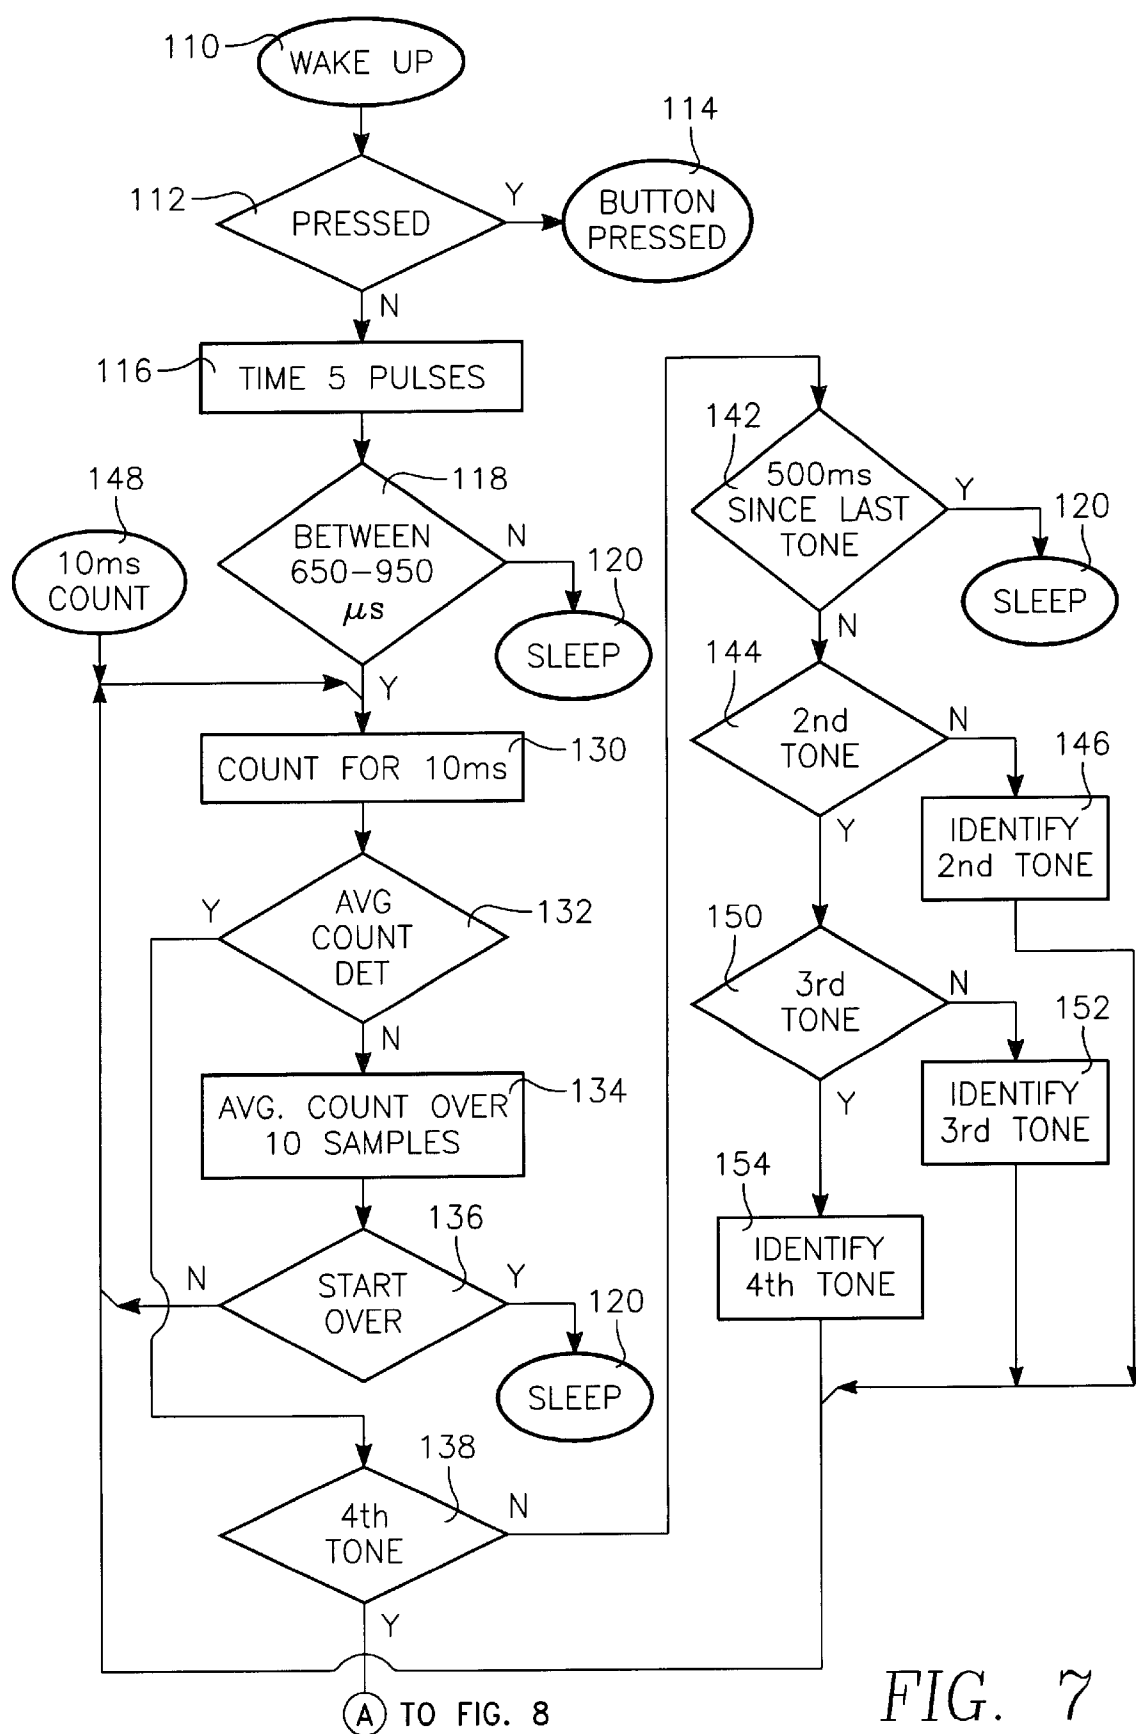 110
WAKE UP
114
112
PRESSED
Y
BUTTON
PRESSED
N
116
TIME 5 PULSES
148
10ms
COUNT
118
BETWEEN
650-950
μs
N
120
SLEEP
Y
COUNT FOR 10ms
130
Y
AVG
COUNT
DET
132
N
AVG. COUNT OVER
10 SAMPLES
134
136
N
START
OVER
Y
120
SLEEP
138
4th
TONE
N
Y
A TO FIG. 8
142
500ms
SINCE LAST
TONE
Y
120
SLEEP
N
144
2nd
TONE
N
146
IDENTIFY
2nd TONE
Y
150
3rd
TONE
N
152
IDENTIFY
3rd TONE
Y
154
IDENTIFY
4th TONE
FIG. 7